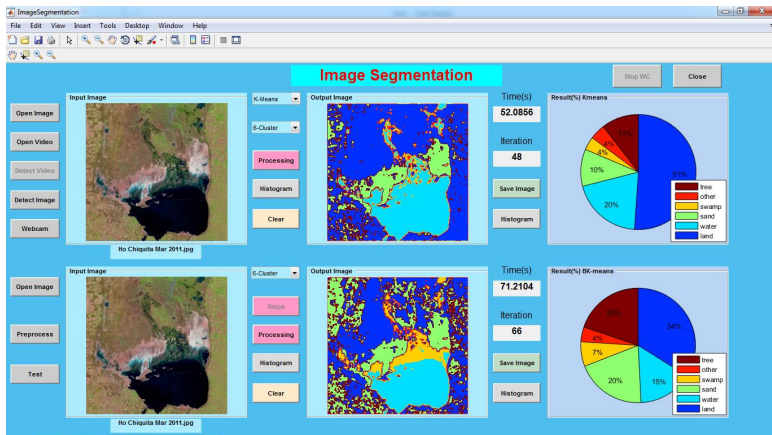 ImageSegmentation
File Edit View Insert Tools Desktop Window Help
Image Segmentation
Stop WC
Close
Input Image
K-Means
Output Image
Time(s)
Result(%) Kmeans
Open Image
52.0856
6-Cluster
Open Video
Iteration
48
Detect Video
Processing
Detect Image
Histogram
Save Image
Webcam
Clear
Histogram
Ho Chiquita Mar 2011.jpg
11%
4%
4%
10%
20%
51%
tree
other
swamp
sand
water
land
Input Image
6-Cluster
Output Image
Time(s)
Result(%) BK-means
Open Image
71.2104
Steps
Iteration
66
Preprocess
Processing
Test
Histogram
Save Image
Clear
Histogram
Ho Chiquita Mar 2011.jpg
4%
7%
20%
15%
34%
tree
other
swamp
sand
water
land